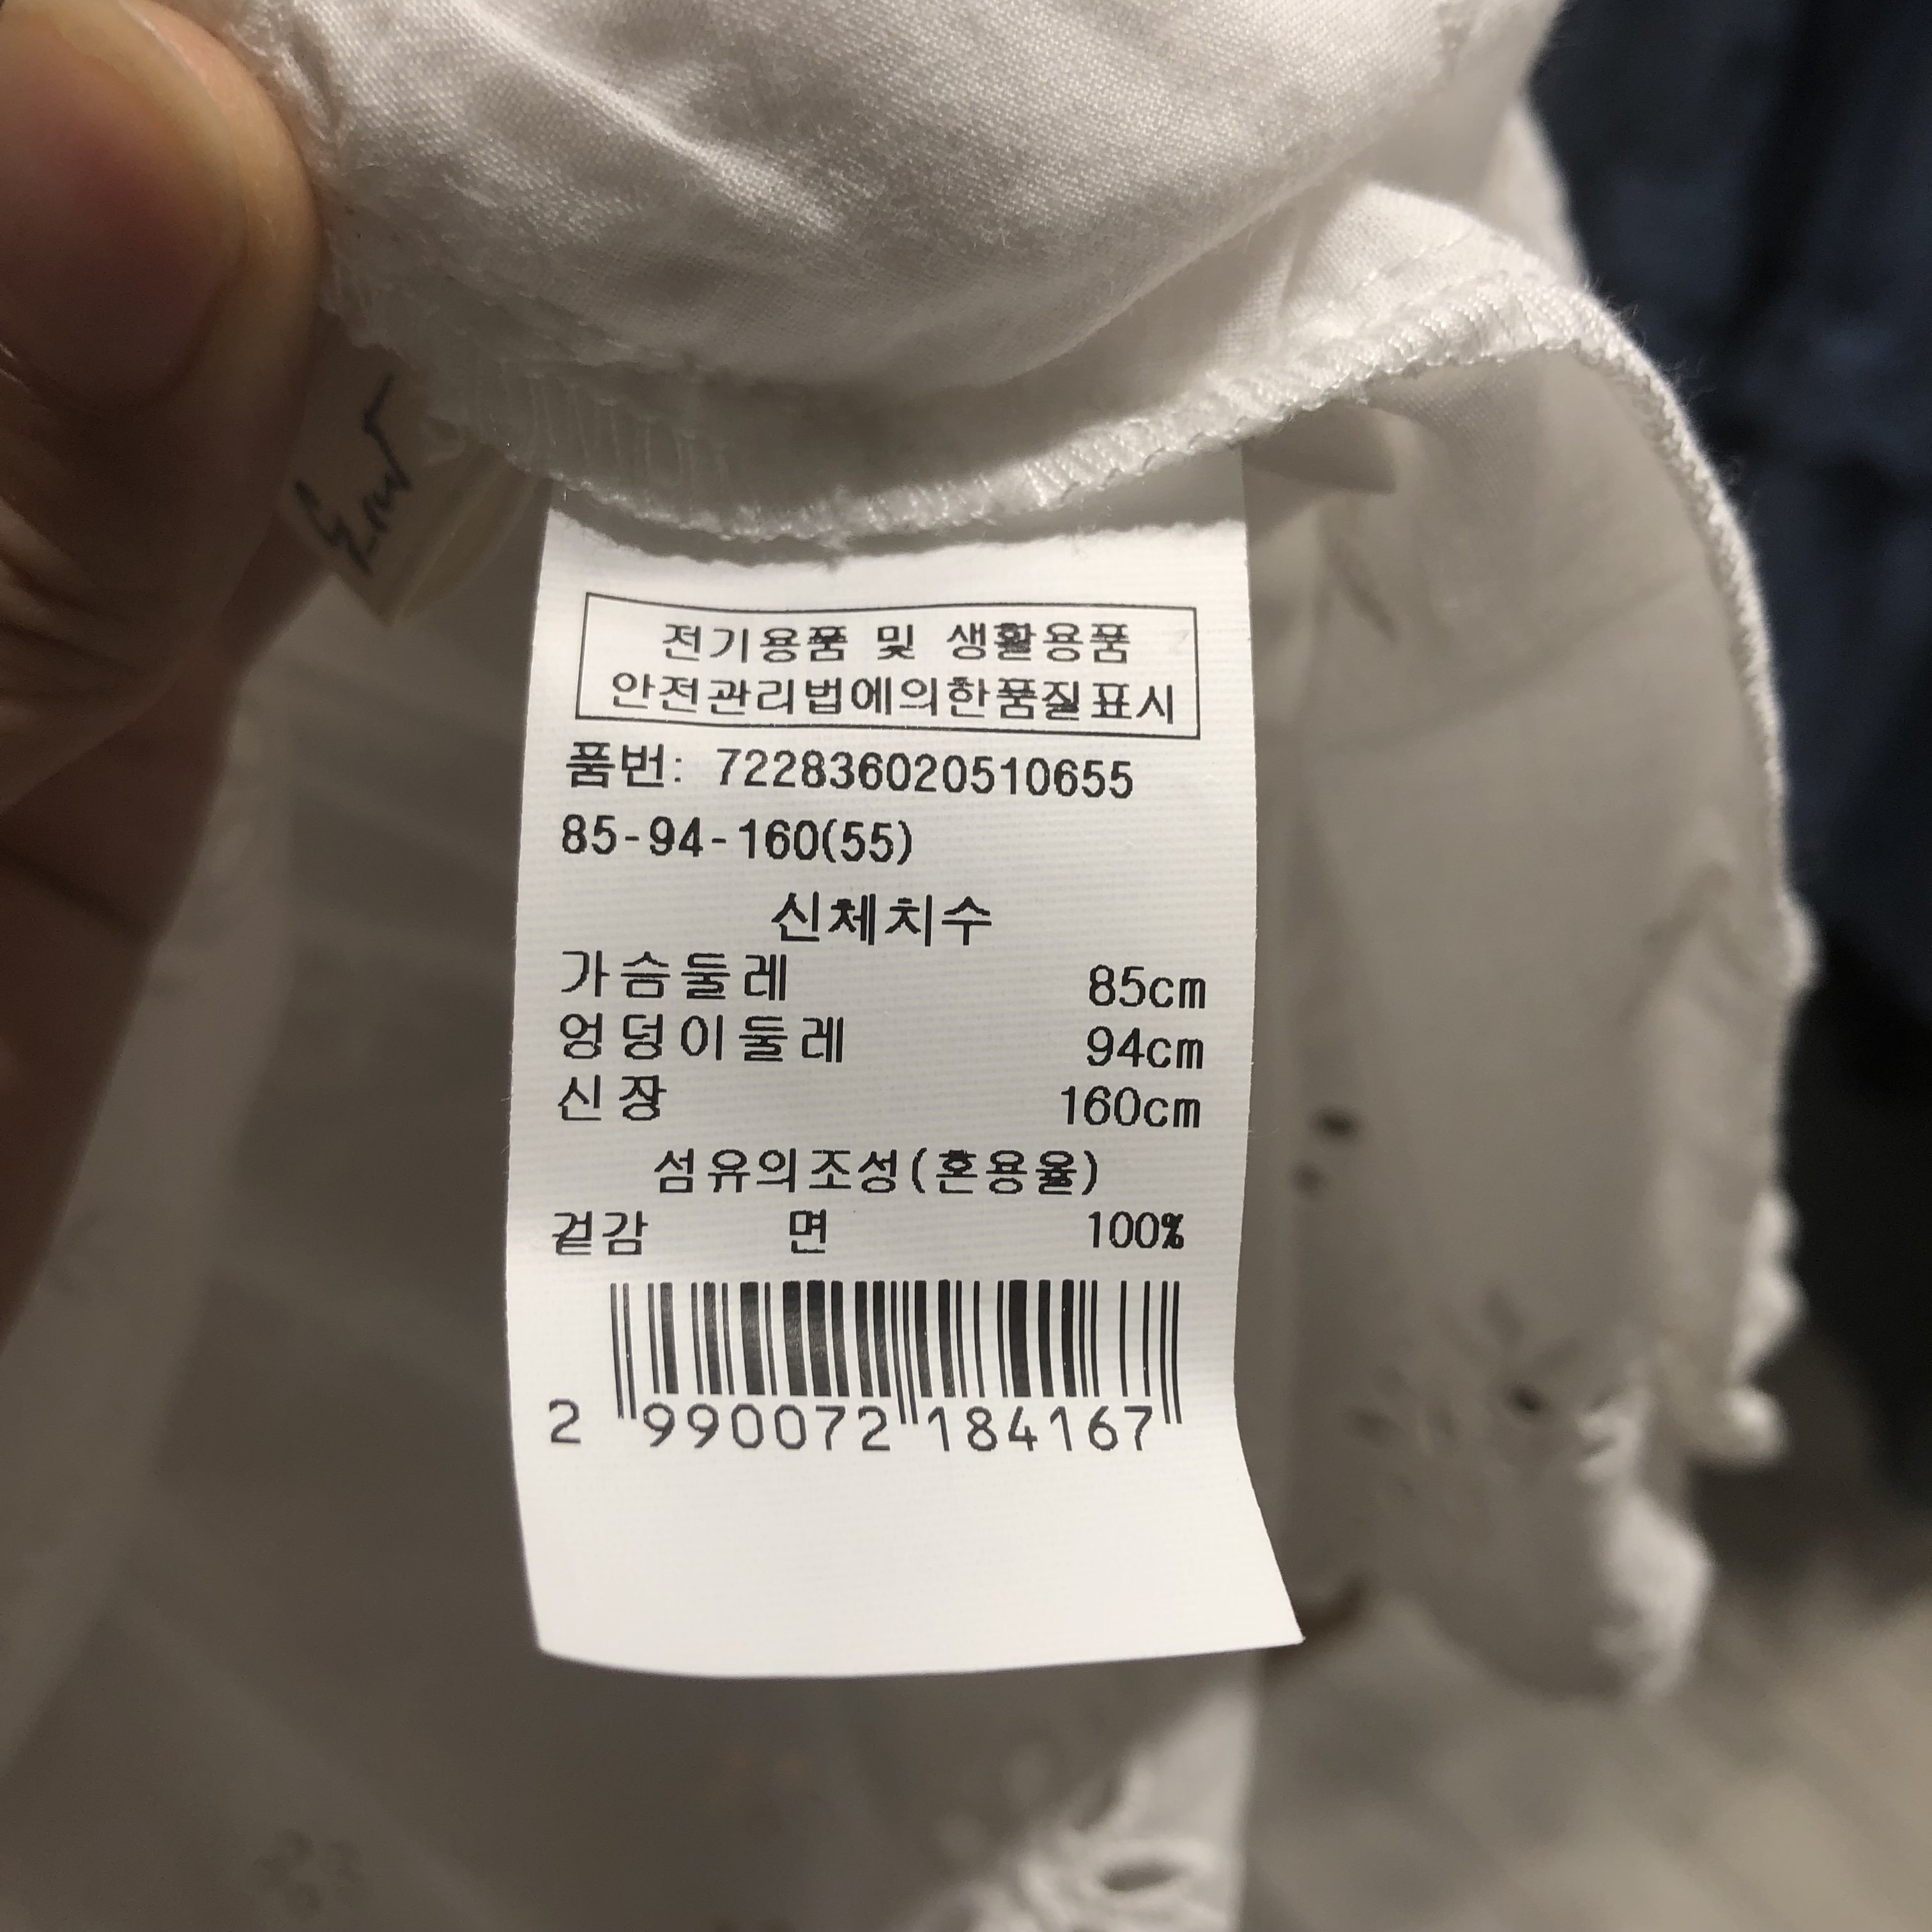 전기용품 및 생활용품
안전관리법에의한품질표시
품번: 722836020510655
85-94-160(55)
신체치수
가슴둘레 85cm
엉덩이둘레 94cm
신장 160cm
섬유의조성(혼용율)
겉감 면 100%
2 990072 184167